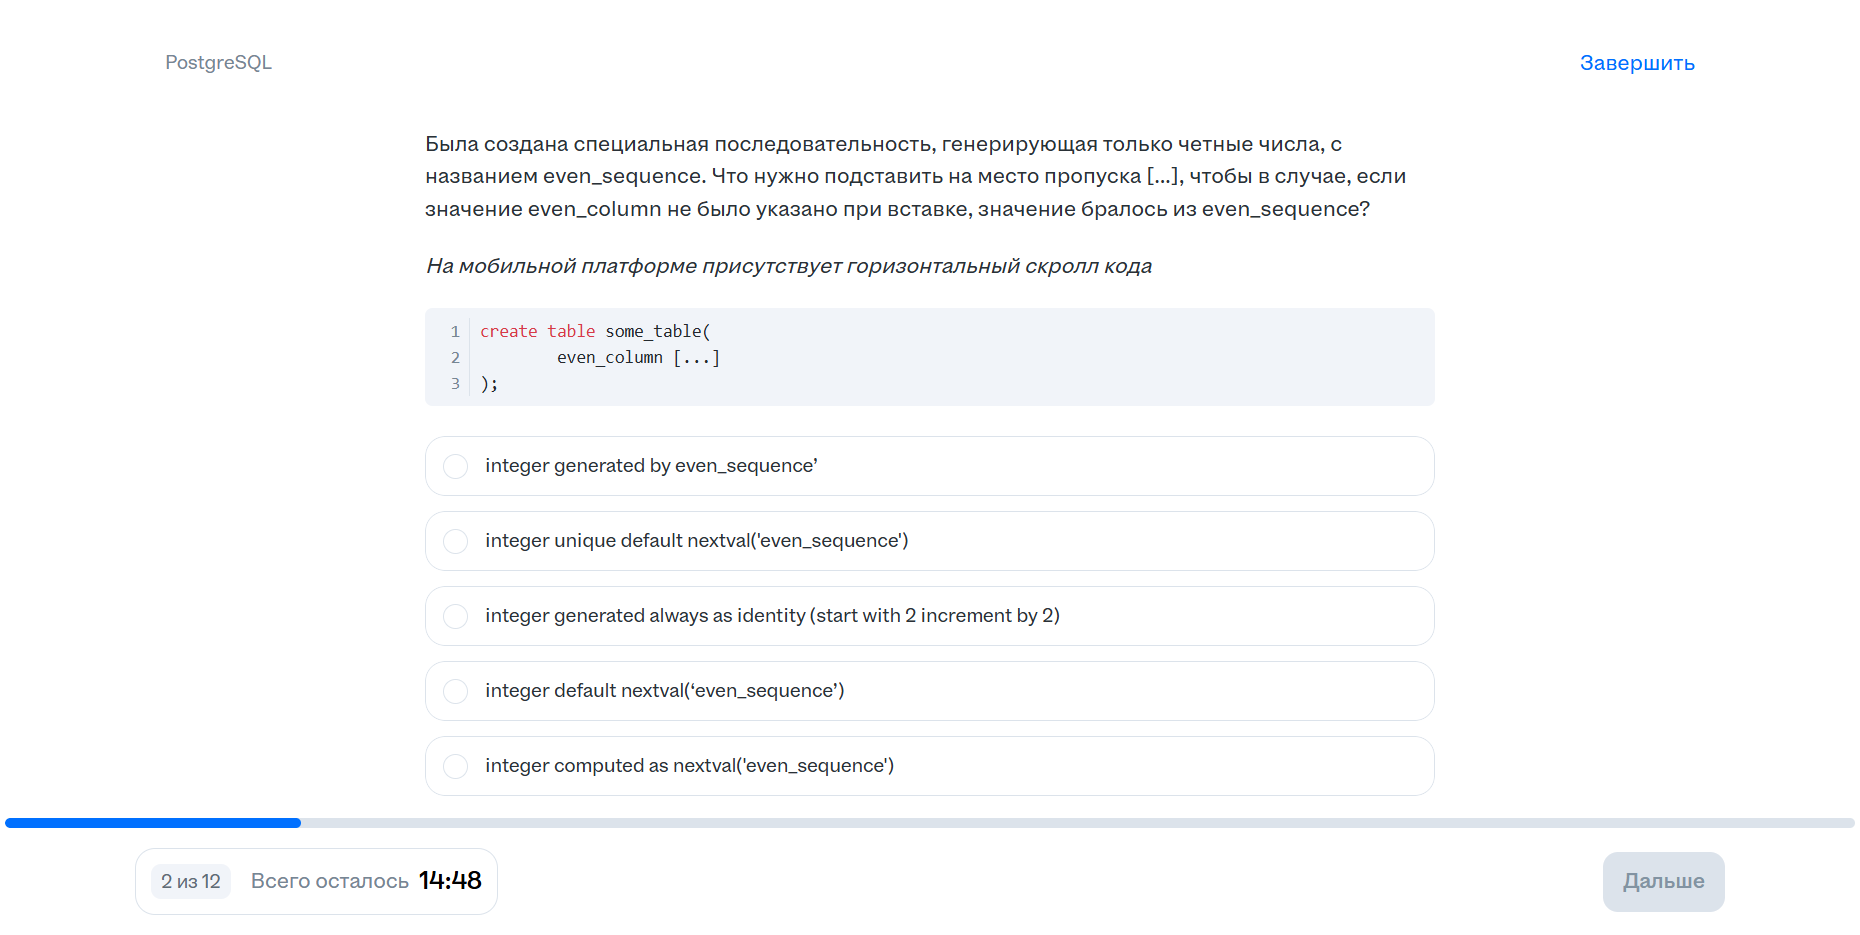 PostgreSQL
Завершить
Была создана специальная последовательность, генерирующая только четные числа, с
названием even_sequence. Что нужно подставить на место пропуска [...], чтобы в случае, если
значение even_column не было указано при вставке, значение бралось из even_sequence?
На мобильной платформе присутствует горизонтальный скролл кода
1 create table some_table(
2         even_column [...]
3 );
integer generated by even_sequence’
integer unique default nextval('even_sequence')
integer generated always as identity (start with 2 increment by 2)
integer default nextval(‘even_sequence’)
integer computed as nextval('even_sequence')
2 из 12 Всего осталось 14:48
Дальше